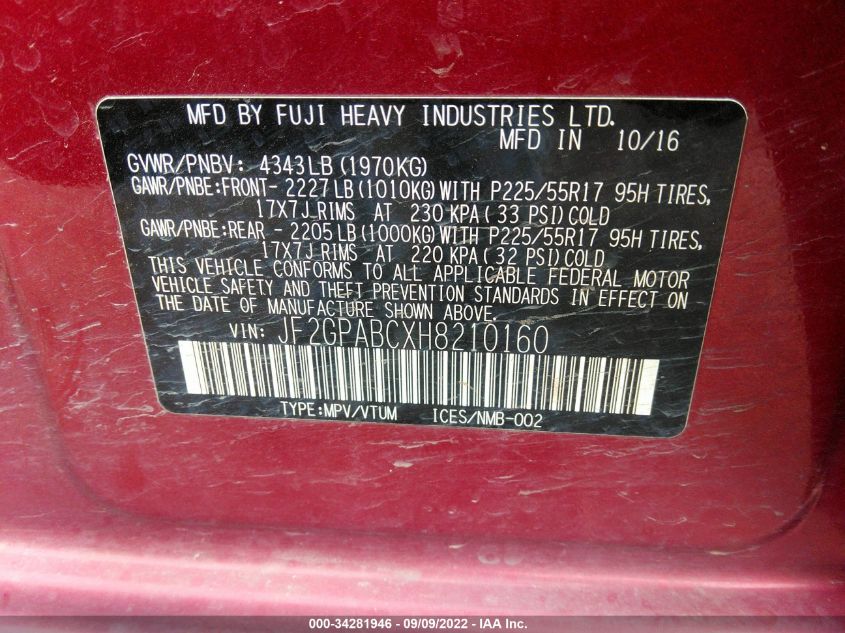 MFD BY FUJI HEAVY INDUSTRIES LTD.
MFD IN 10/16
GVWR/PNBV: 4343LB (1970KG)
GAWR/PNBE:FRONT- 2227LB (1010KG) WITH P225/55R17 95H TIRES,
17X7J RIMS AT 230 KPA (33 PSI) COLD
GAWR/PNBE:REAR - 2205LB (1000KG) WITH P225/55R17 95H TIRES,
17X7J RIMS AT 220 KPA (32 PSI) COLD
THIS VEHICLE CONFORMS TO ALL APPLICABLE FEDERAL MOTOR
VEHICLE SAFETY AND THEFT PREVENTION STANDARDS IN EFFECT ON
THE DATE OF MANUFACTURE SHOWN ABOVE.
VIN: JF2GPABCXH8210160
TYPE:MPV/VTUM ICES/NMB-002
000-34281946 - 09/09/2022 - IAA Inc.